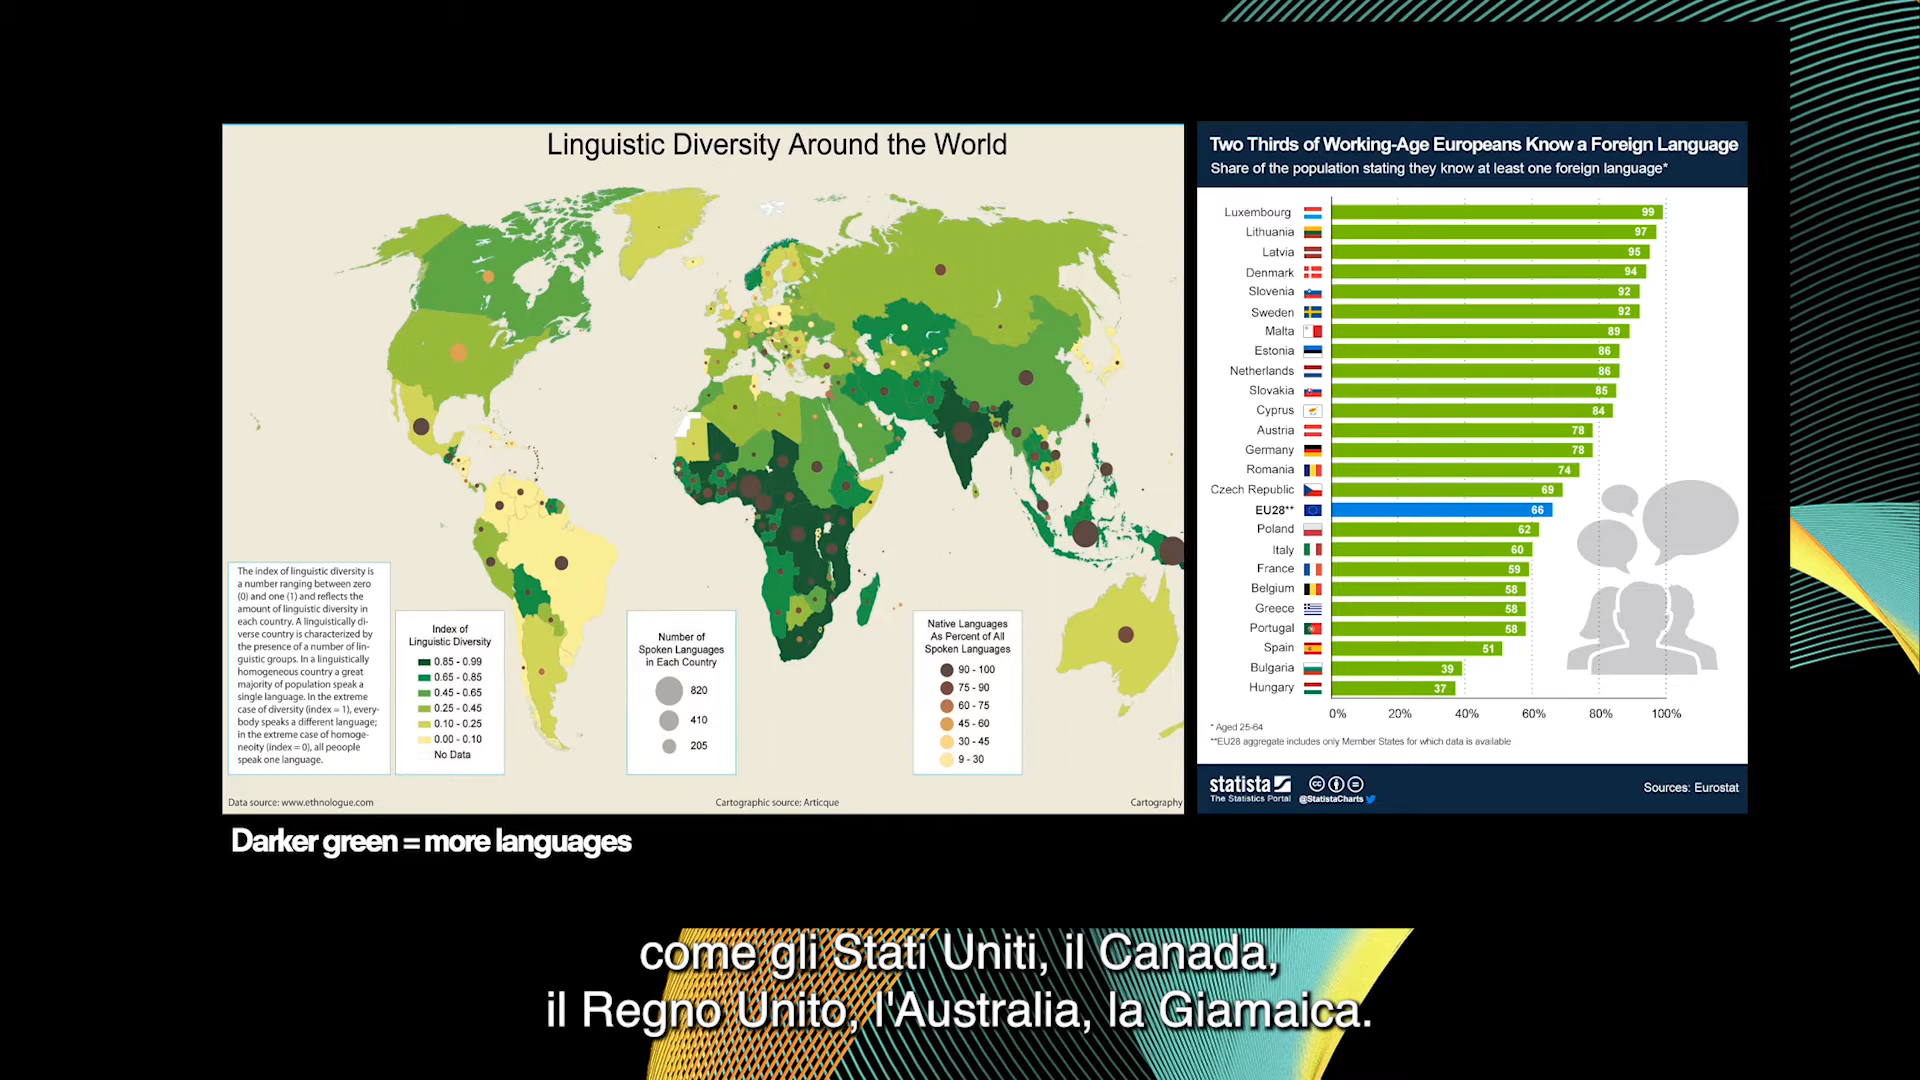 Linguistic Diversity Around the World
The index of linguistic diversity is
a number ranging between zero
(0) and one (1) and reflects the
amount of linguistic diversity in
each country. A linguistically di-
verse country is characterized by
the presence of a number of lin-
guistic groups. In a linguistically
homogeneous country a great
majority of population speak a
single language. In the extreme
case of diversity (index = 1), every-
body speaks a different language;
in the extreme case of homoge-
neity (index = 0), all peoople
speak one language.
Index of
Linguistic Diversity
0.85 - 0.99
0.65 - 0.85
0.45 - 0.65
0.25 - 0.45
0.10 - 0.25
0.00 - 0.10
No Data
Number of
Spoken Languages
in Each Country
820
410
205
Native Languages
As Percent of All
Spoken Languages
90 - 100
75 - 90
60 - 75
45 - 60
30 - 45
9 - 30
Data source: www.ethnologue.com
Cartographic source: Articque
Cartography
Darker green = more languages
Two Thirds of Working-Age Europeans Know a Foreign Language
Share of the population stating they know at least one foreign language*
Luxembourg 99
Lithuania 97
Latvia 95
Denmark 94
Slovenia 92
Sweden 92
Malta 89
Estonia 86
Netherlands 86
Slovakia 85
Cyprus 84
Austria 78
Germany 78
Romania 74
Czech Republic 69
EU28** 66
Poland 62
Italy 60
France 59
Belgium 58
Greece 58
Portugal 58
Spain 51
Bulgaria 39
Hungary 37
0% 20% 40% 60% 80% 100%
* Aged 25-64
**EU28 aggregate includes only Member States for which data is available
statista
The Statistics Portal
@StatistaCharts
Sources: Eurostat
come gli Stati Uniti, il Canada,
il Regno Unito, l'Australia, la Giamaica.